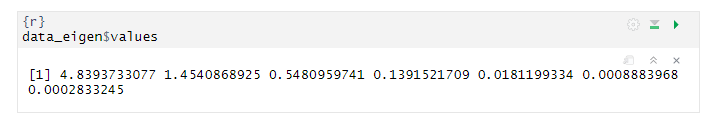 {r}
data_eigen$values
[1] 4.8393733077 1.4540868925 0.5480959741 0.1391521709 0.0181199334 0.0008883968
0.0002833245